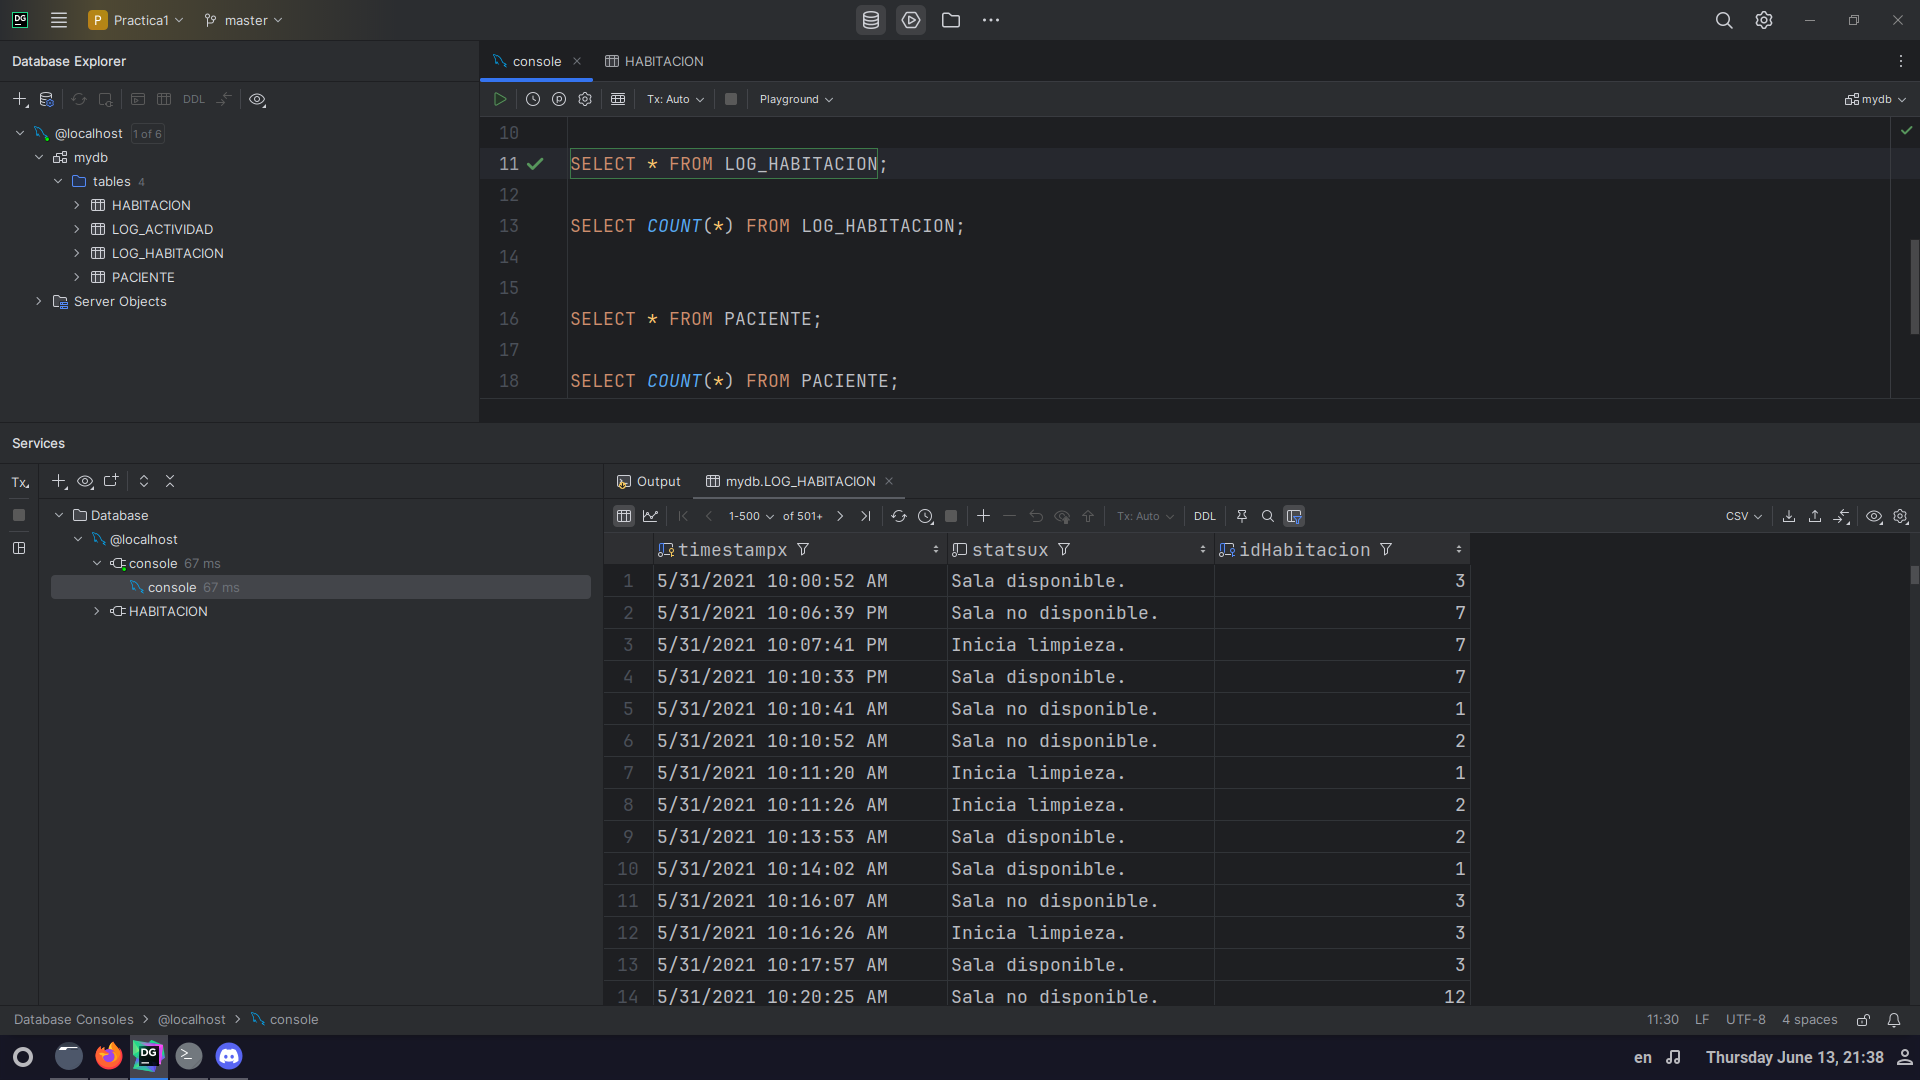 DG
P Practica1 master
Database Explorer
DDL
@localhost 1 of 6
mydb
tables 4
HABITACION
LOG_ACTIVIDAD
LOG_HABITACION
PACIENTE
Server Objects
console HABITACION
Tx: Auto Playground mydb
10
11 SELECT * FROM LOG_HABITACION;
12
13 SELECT COUNT(*) FROM LOG_HABITACION;
14
15
16 SELECT * FROM PACIENTE;
17
18 SELECT COUNT(*) FROM PACIENTE;
Services
Tx
Database
@localhost
console 67 ms
console 67 ms
HABITACION
Output mydb.LOG_HABITACION
1-500 of 501+ Tx: Auto DDL CSV
timestampx statsux idHabitacion
1 5/31/2021 10:00:52 AM Sala disponible. 3
2 5/31/2021 10:06:39 PM Sala no disponible. 7
3 5/31/2021 10:07:41 PM Inicia limpieza. 7
4 5/31/2021 10:10:33 PM Sala disponible. 7
5 5/31/2021 10:10:41 AM Sala no disponible. 1
6 5/31/2021 10:10:52 AM Sala no disponible. 2
7 5/31/2021 10:11:20 AM Inicia limpieza. 1
8 5/31/2021 10:11:26 AM Inicia limpieza. 2
9 5/31/2021 10:13:53 AM Sala disponible. 2
10 5/31/2021 10:14:02 AM Sala disponible. 1
11 5/31/2021 10:16:07 AM Sala no disponible. 3
12 5/31/2021 10:16:26 AM Inicia limpieza. 3
13 5/31/2021 10:17:57 AM Sala disponible. 3
14 5/31/2021 10:20:25 AM Sala no disponible. 12
Database Consoles > @localhost > console
11:30 LF UTF-8 4 spaces
DG
en Thursday June 13, 21:38